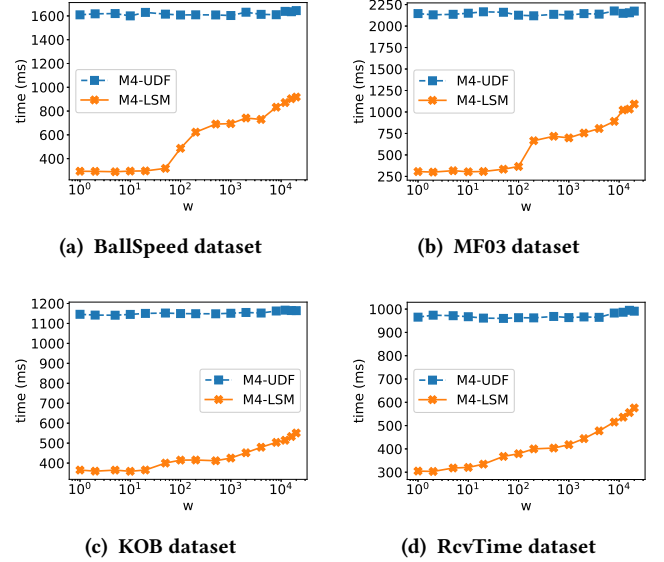 1600
1400
1200
1000
800
600
400
time (ms)
M4-UDF
M4-LSM
10^0 10^1 10^2 10^3 10^4
w
(a) BallSpeed dataset
2250
2000
1750
1500
1250
1000
750
500
250
time (ms)
M4-UDF
M4-LSM
10^0 10^1 10^2 10^3 10^4
w
(b) MF03 dataset
1200
1100
1000
900
800
700
600
500
400
time (ms)
M4-UDF
M4-LSM
10^0 10^1 10^2 10^3 10^4
w
(c) KOB dataset
1000
900
800
700
600
500
400
300
time (ms)
M4-UDF
M4-LSM
10^0 10^1 10^2 10^3 10^4
w
(d) RcvTime dataset